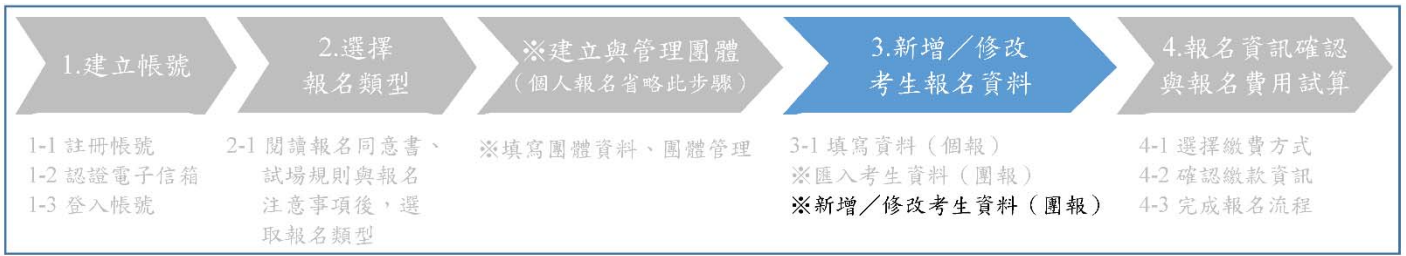 1.建立帳號
2.選擇
報名類型
※建立與管理團體
（個人報名省略此步驟）
3.新增／修改
考生報名資料
4.報名資訊確認
與報名費用試算
1-1 註冊帳號
1-2 認證電子信箱
1-3 登入帳號
2-1 閱讀報名同意書、
試場規則與報名
注意事項後，選
取報名類型
※填寫團體資料、團體管理
3-1 填寫資料（個報）
※匯入考生資料（團報）
※新增／修改考生資料（團報）
4-1 選擇繳費方式
4-2 確認繳款資訊
4-3 完成報名流程